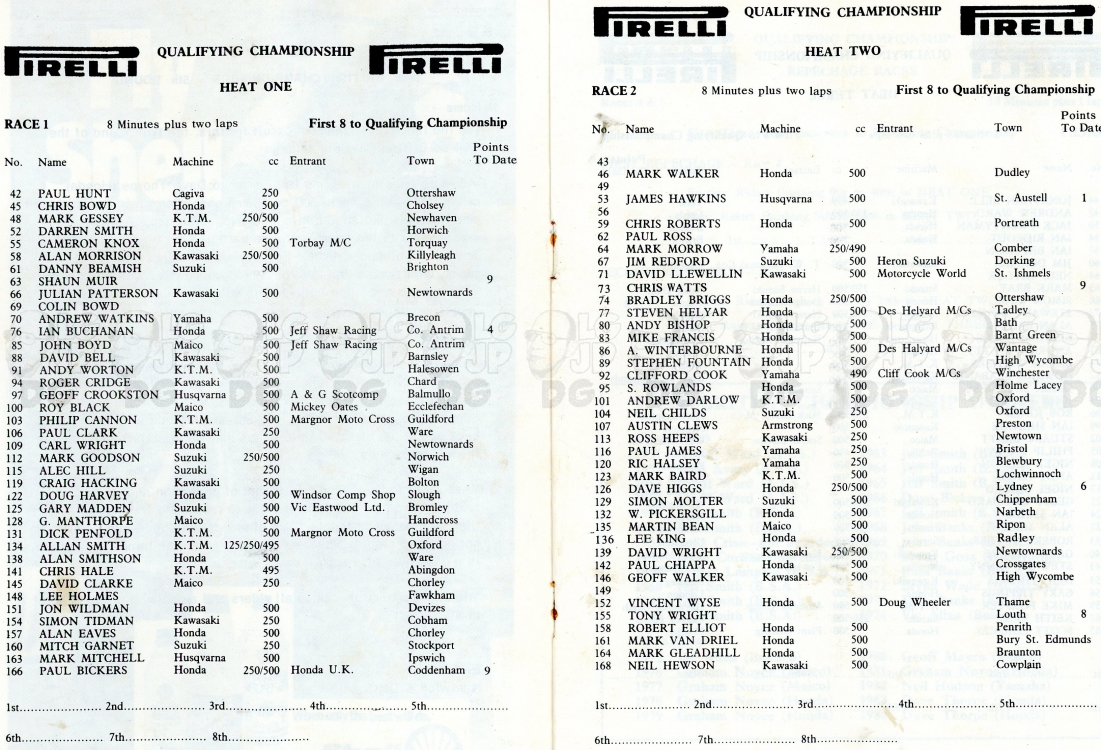 PIRELLI QUALIFYING CHAMPIONSHIP PIRELLI
HEAT ONE
RACE 1 8 Minutes plus two laps First 8 to Qualifying Championship
Points
No. Name Machine cc Entrant Town To Date
42 PAUL HUNT Cagiva 250 Ottershaw
45 CHRIS BOWD Honda 500 Cholsey
48 MARK GESSEY K.T.M. 250/500 Newhaven
52 DARREN SMITH Honda 500 Horwich
55 CAMERON KNOX Honda 500 Torbay M/C Torquay
58 ALAN MORRISON Kawasaki 250/500 Killyleagh
61 DANNY BEAMISH Suzuki 500 Brighton
63 SHAUN MUIR 9
66 JULIAN PATTERSON Kawasaki 500 Newtownards
69 COLIN BOWD
70 ANDREW WATKINS Yamaha 500 Brecon
76 IAN BUCHANAN Honda 500 Jeff Shaw Racing Co. Antrim 4
85 JOHN BOYD Maico 500 Jeff Shaw Racing Co. Antrim
88 DAVID BELL Kawasaki 500 Barnsley
91 ANDY WORTON K.T.M. 500 Halesowen
94 ROGER CRIDGE Kawasaki 500 Chard
97 GEOFF CROOKSTON Husqvarna 500 A & G Scotcomp Balmullo
100 ROY BLACK Maico 500 Mickey Oates Ecclefechan
103 PHILIP CANNON K.T.M. 500 Margnor Moto Cross Guildford
106 PAUL CLARK Kawasaki 250 Ware
109 CARL WRIGHT Honda 500 Newtownards
112 MARK GOODSON Suzuki 250/500 Norwich
115 ALEC HILL Suzuki 250 Wigan
119 CRAIG HACKING Kawasaki 500 Bolton
122 DOUG HARVEY Honda 500 Windsor Comp Shop Slough
125 GARY MADDEN Suzuki 500 Vic Eastwood Ltd. Bromley
128 G. MANTHORPE Maico 500 Handcross
131 DICK PENFOLD K.T.M. 500 Margnor Moto Cross Guildford
134 ALLAN SMITH K.T.M. 125/250/495 Oxford
138 ALAN SMITHSON Honda 500 Ware
141 CHRIS HALE K.T.M. 495 Abingdon
145 DAVID CLARKE Maico 250 Chorley
148 LEE HOLMES Fawkham
151 JON WILDMAN Honda 500 Devizes
154 SIMON TIDMAN Kawasaki 250 Cobham
157 ALAN EAVES Honda 500 Chorley
160 MITCH GARNET Suzuki 250 Stockport
163 MARK MITCHELL Husqvarna 500 Ipswich
166 PAUL BICKERS Honda 250/500 Honda U.K. Coddenham 9
1st..................... 2nd..................... 3rd..................... 4th..................... 5th.....................
6th..................... 7th..................... 8th.....................
PIRELLI QUALIFYING CHAMPIONSHIP PIRELLI
HEAT TWO
RACE 2 8 Minutes plus two laps First 8 to Qualifying Championship
Points
No. Name Machine cc Entrant Town To Date
43
46 MARK WALKER Honda 500 Dudley
49
53 JAMES HAWKINS Husqvarna 500 St. Austell 1
56
59 CHRIS ROBERTS Honda 500 Portreath
62 PAUL ROSS
64 MARK MORROW Yamaha 250/490 Comber
67 JIM REDFORD Suzuki 500 Heron Suzuki Dorking
71 DAVID LLEWELLIN Kawasaki 500 Motorcycle World St. Ishmels
73 CHRIS WATTS 9
74 BRADLEY BRIGGS Honda 250/500 Ottershaw
77 STEVEN HELYAR Honda 500 Des Helyard M/Cs Tadley
80 ANDY BISHOP Honda 500 Bath
83 MIKE FRANCIS Honda 500 Barnt Green
86 A. WINTERBOURNE Honda 500 Des Halyard M/Cs Wantage
89 STEPHEN FOUNTAIN Honda 500 High Wycombe
92 CLIFFORD COOK Yamaha 490 Cliff Cook M/Cs Winchester
95 S. ROWLANDS Honda 500 Holme Lacey
101 ANDREW DARLOW K.T.M. 500 Oxford
104 NEIL CHILDS Suzuki 250 Oxford
107 AUSTIN CLEWS Armstrong 500 Preston
113 ROSS HEEPS Kawasaki 250 Newtown
116 PAUL JAMES Yamaha 250 Bristol
120 RIC HALSEY Yamaha 250 Blewbury
123 MARK BAIRD K.T.M. 500 Lochwinnoch
126 DAVE HIGGS Honda 250/500 Lydney 6
129 SIMON MOLTER Suzuki 500 Chippenham
132 W. PICKERSGILL Honda 500 Narbeth
135 MARTIN BEAN Maico 500 Ripon
136 LEE KING Honda 500 Radley
139 DAVID WRIGHT Kawasaki 250/500 Newtownards
142 PAUL CHIAPPA Honda 500 Crossgates
146 GEOFF WALKER Kawasaki 500 High Wycombe
149
152 VINCENT WYSE Honda 500 Doug Wheeler Thame
155 TONY WRIGHT Louth 8
158 ROBERT ELLIOT Honda 500 Penrith
161 MARK VAN DRIEL Honda 500 Bury St. Edmunds
164 MARK GLEADHILL Honda 500 Braunton
168 NEIL HEWSON Kawasaki 500 Cowplain
1st..................... 2nd..................... 3rd..................... 4th..................... 5th.....................
6th..................... 7th..................... 8th.....................